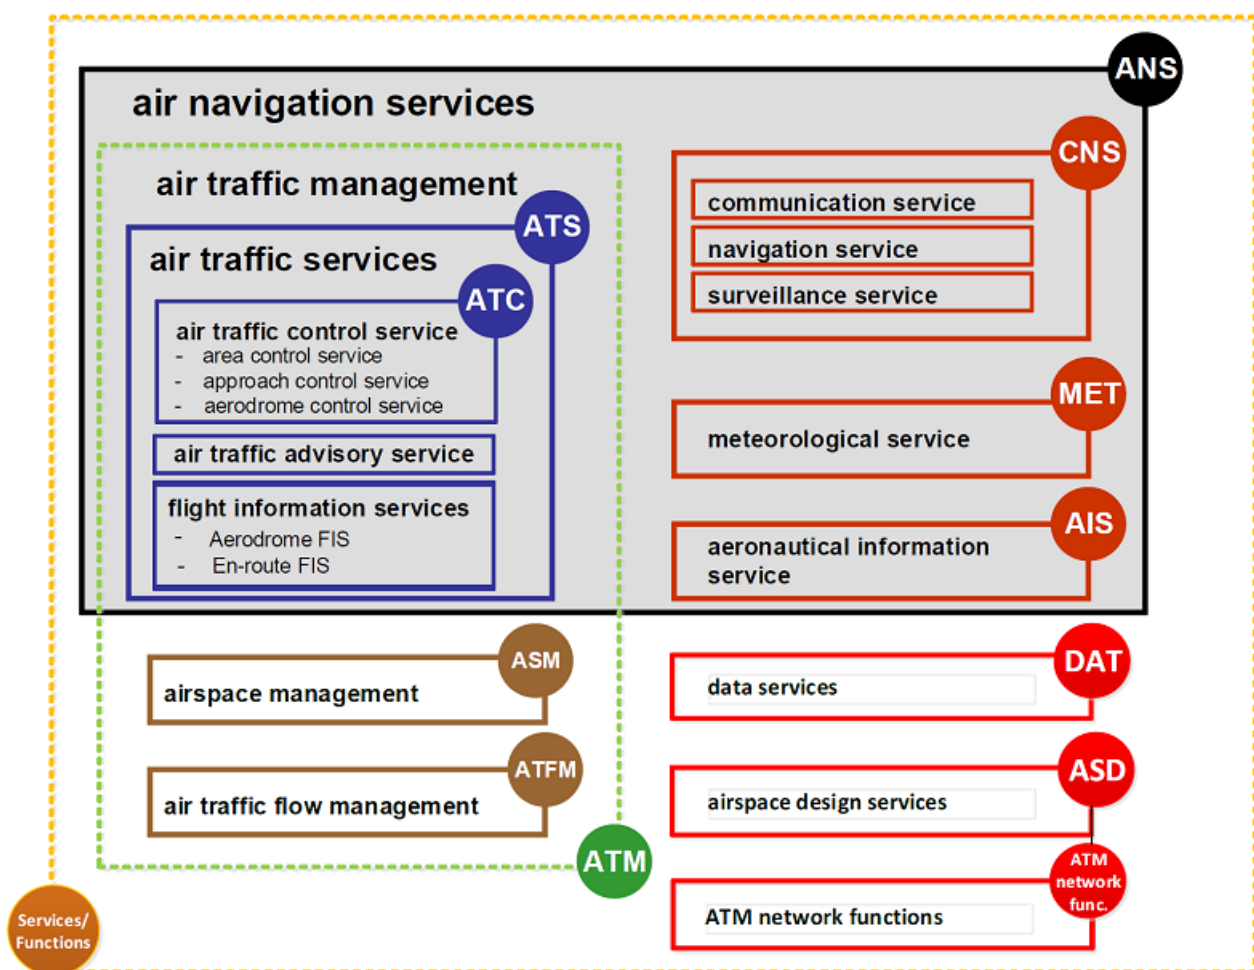 ANS
air navigation services
CNS
communication service
navigation service
surveillance service
air traffic management
ATS
air traffic services
ATC
air traffic control service
- area control service
- approach control service
- aerodrome control service
air traffic advisory service
flight information services
- Aerodrome FIS
- En-route FIS
MET
meteorological service
AIS
aeronautical information
service
ASM
airspace management
ATFM
air traffic flow management
ATM
DAT
data services
ASD
airspace design services
ATM
network
func.
ATM network functions
Services/
Functions